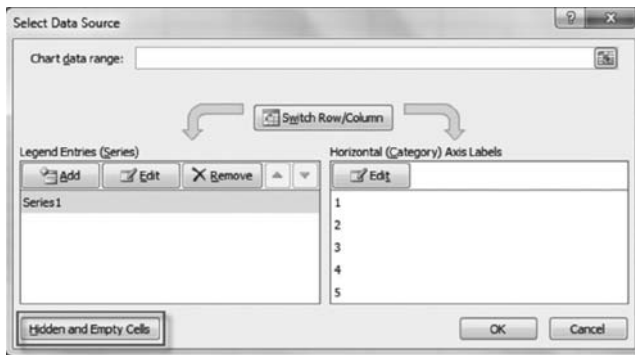 Select Data Source
Chart data range:
Switch Row/Column
Legend Entries (Series)
Add Edit Remove
Series1
Horizontal (Category) Axis Labels
Edit
1
2
3
4
5
Hidden and Empty Cells
OK Cancel